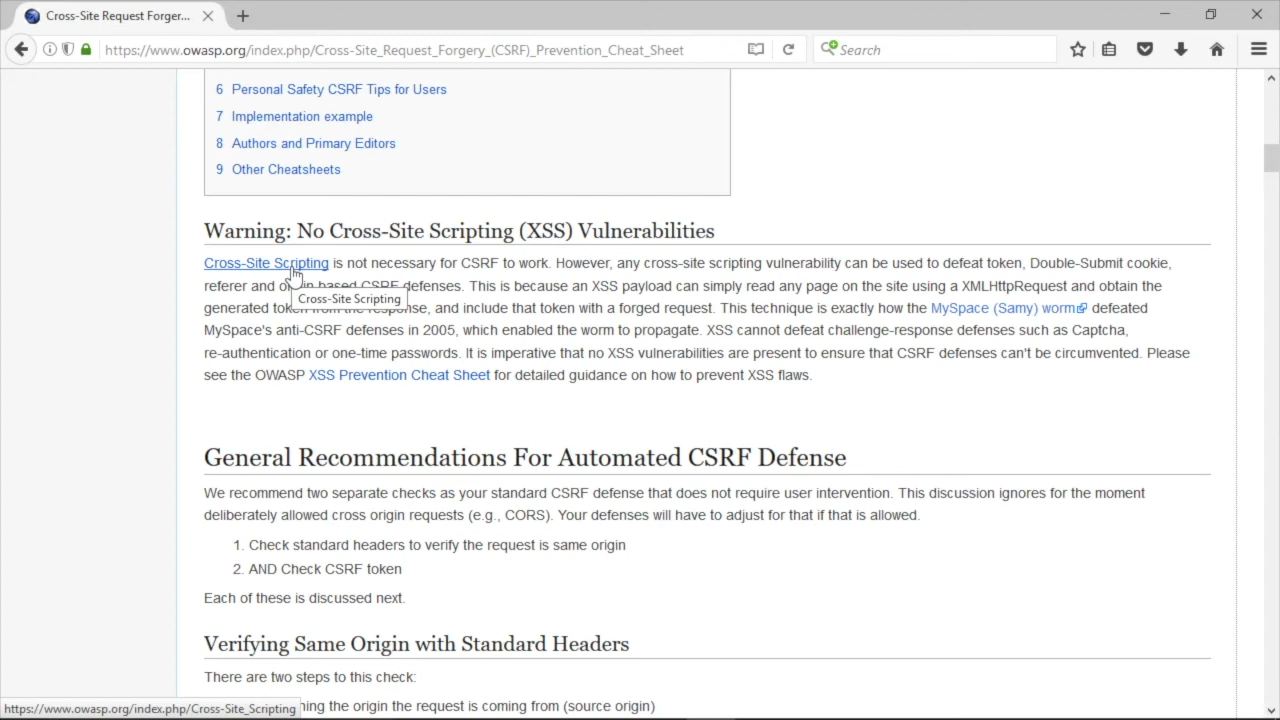 Cross-Site Request Forger...
https://www.owasp.org/index.php/Cross-Site_Request_Forgery_(CSRF)_Prevention_Cheat_Sheet
Search
6 Personal Safety CSRF Tips for Users
7 Implementation example
8 Authors and Primary Editors
9 Other Cheatsheets
Warning: No Cross-Site Scripting (XSS) Vulnerabilities
Cross-Site Scripting is not necessary for CSRF to work. However, any cross-site scripting vulnerability can be used to defeat token, Double-Submit cookie,
referer and origin based CSRF defenses. This is because an XSS payload can simply read any page on the site using a XMLHttpRequest and obtain the
Cross-Site Scripting
generated token from the response, and include that token with a forged request. This technique is exactly how the MySpace (Samy) worm defeated
MySpace's anti-CSRF defenses in 2005, which enabled the worm to propagate. XSS cannot defeat challenge-response defenses such as Captcha,
re-authentication or one-time passwords. It is imperative that no XSS vulnerabilities are present to ensure that CSRF defenses can't be circumvented. Please
see the OWASP XSS Prevention Cheat Sheet for detailed guidance on how to prevent XSS flaws.
General Recommendations For Automated CSRF Defense
We recommend two separate checks as your standard CSRF defense that does not require user intervention. This discussion ignores for the moment
deliberately allowed cross origin requests (e.g., CORS). Your defenses will have to adjust for that if that is allowed.
1. Check standard headers to verify the request is same origin
2. AND Check CSRF token
Each of these is discussed next.
Verifying Same Origin with Standard Headers
There are two steps to this check:
the origin the request is coming from (source origin)
https://www.owasp.org/index.php/Cross-Site_Scripting